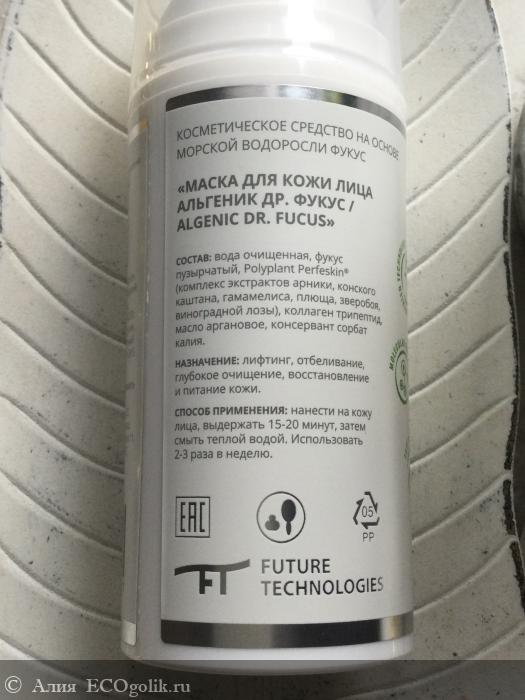 КОСМЕТИЧЕСКОЕ СРЕДСТВО НА ОСНОВЕ
МОРСКОЙ ВОДОРОСЛИ ФУКУС
«МАСКА ДЛЯ КОЖИ ЛИЦА
АЛЬГЕНИК ДР. ФУКУС /
ALGENIC DR. FUCUS»
СОСТАВ: вода очищенная, фукус
пузырчатый, Polyplant Perfeskin®
(комплекс экстрактов арники, конского
каштана, гамамелиса, плюща, зверобоя,
виноградной лозы), коллаген трипептид,
масло аргановое, консервант сорбат
калия.
НАЗНАЧЕНИЕ: лифтинг, отбеливание,
глубокое очищение, восстановление
и питание кожи.
СПОСОБ ПРИМЕНЕНИЯ: нанести на кожу
лица, выдержать 15-20 минут, затем
смыть теплой водой. Использовать
2-3 раза в неделю.
EAC
05
PP
FT FUTURE
TECHNOLOGIES
© Алия ECOgolik.ru